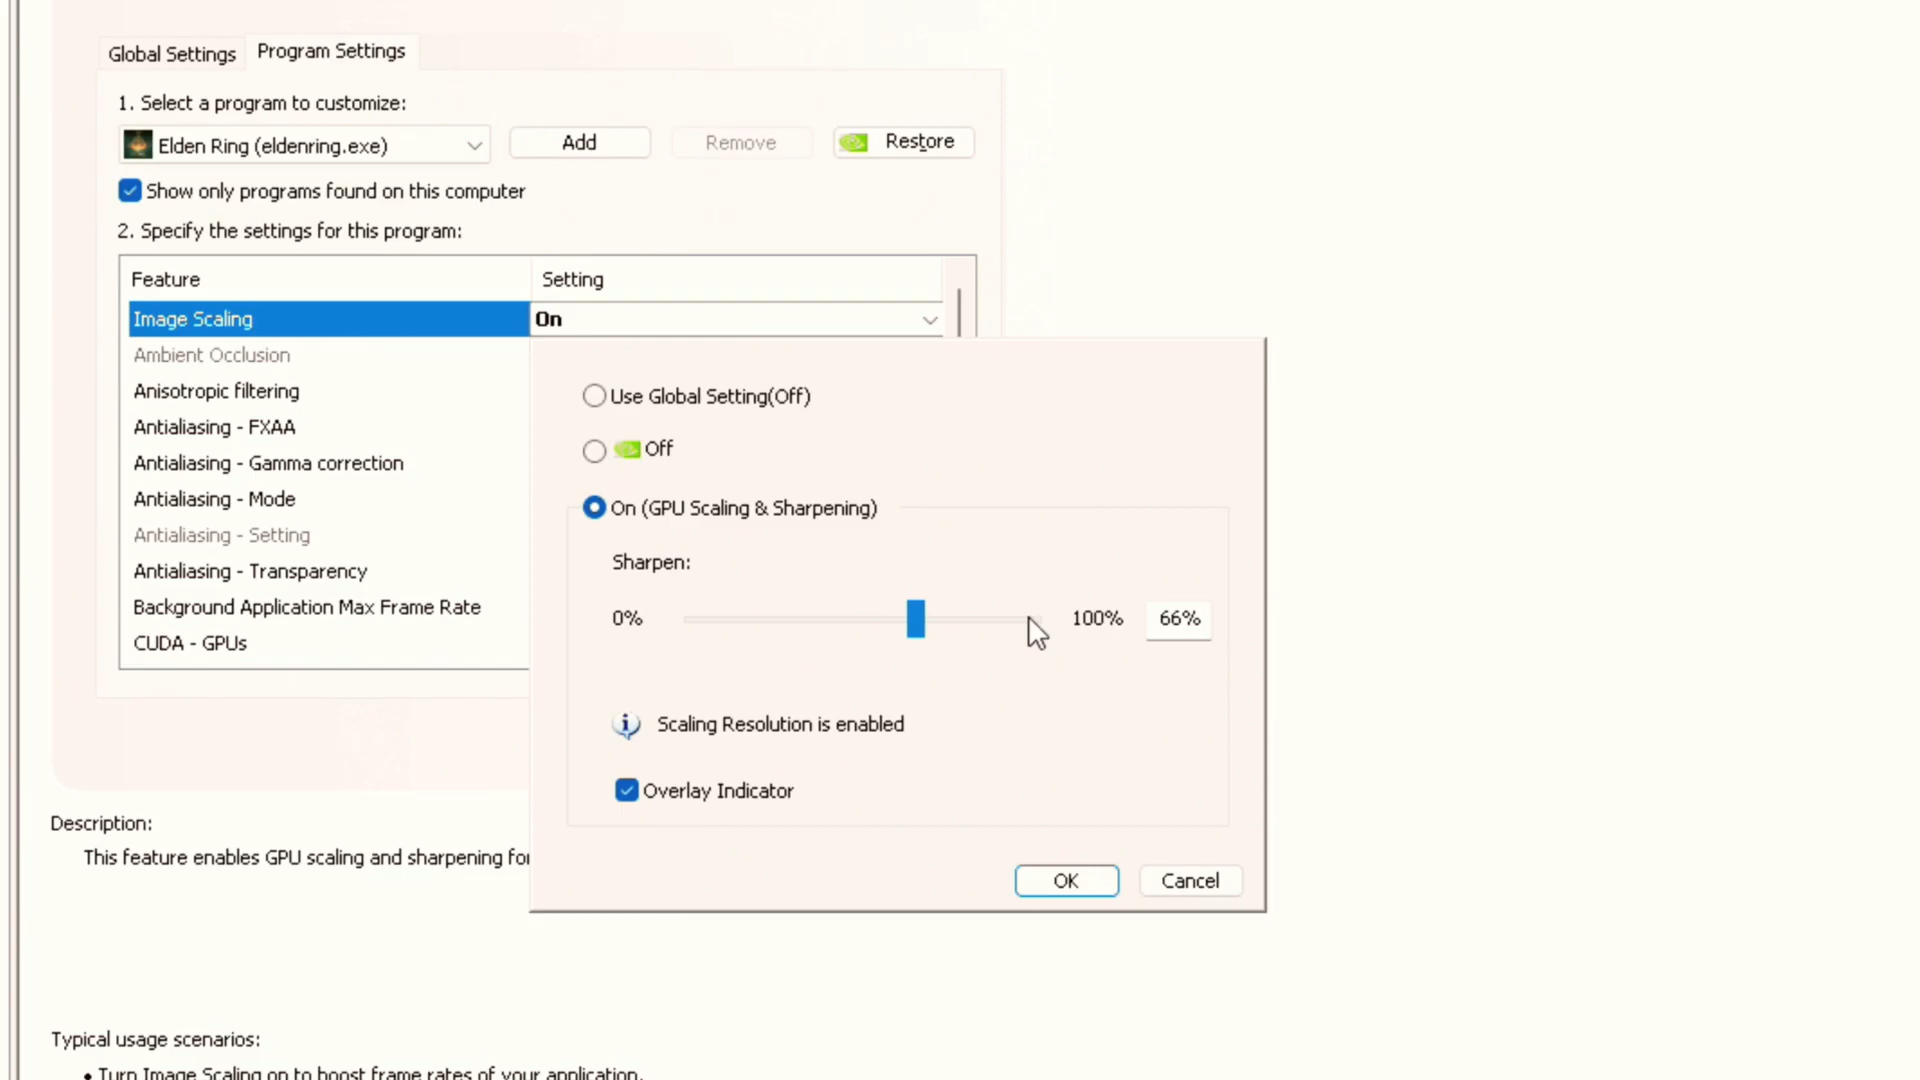 Global Settings
Program Settings
1. Select a program to customize:
Elden Ring (eldenring.exe)
Add
Remove
Restore
Show only programs found on this computer
2. Specify the settings for this program:
Feature
Setting
Image Scaling
On
Ambient Occlusion
Anisotropic filtering
Antialiasing - FXAA
Antialiasing - Gamma correction
Antialiasing - Mode
Antialiasing - Setting
Antialiasing - Transparency
Background Application Max Frame Rate
CUDA - GPUs
Use Global Setting(Off)
Off
On (GPU Scaling & Sharpening)
Sharpen:
0%
100%
66%
Scaling Resolution is enabled
Overlay Indicator
OK
Cancel
Description:
This feature enables GPU scaling and sharpening for
Typical usage scenarios:
• Turn Image Scaling on to boost frame rates of your application.